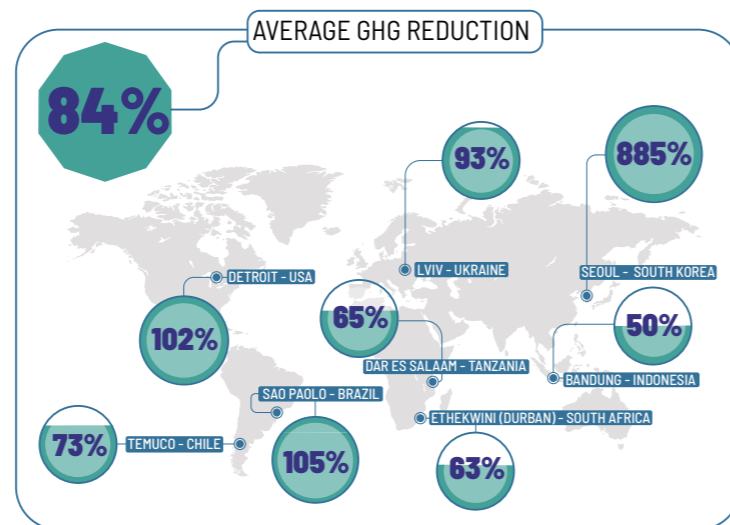 AVERAGE GHG REDUCTION
84%
93%
885%
LVIV - UKRAINE
SEOUL - SOUTH KOREA
DETROIT - USA
102%
65%
50%
DAR ES SALAAM - TANZANIA
BANDUNG - INDONESIA
SAO PAOLO - BRAZIL
105%
ETHEKWINI (DURBAN) - SOUTH AFRICA
63%
73%
TEMUCO - CHILE